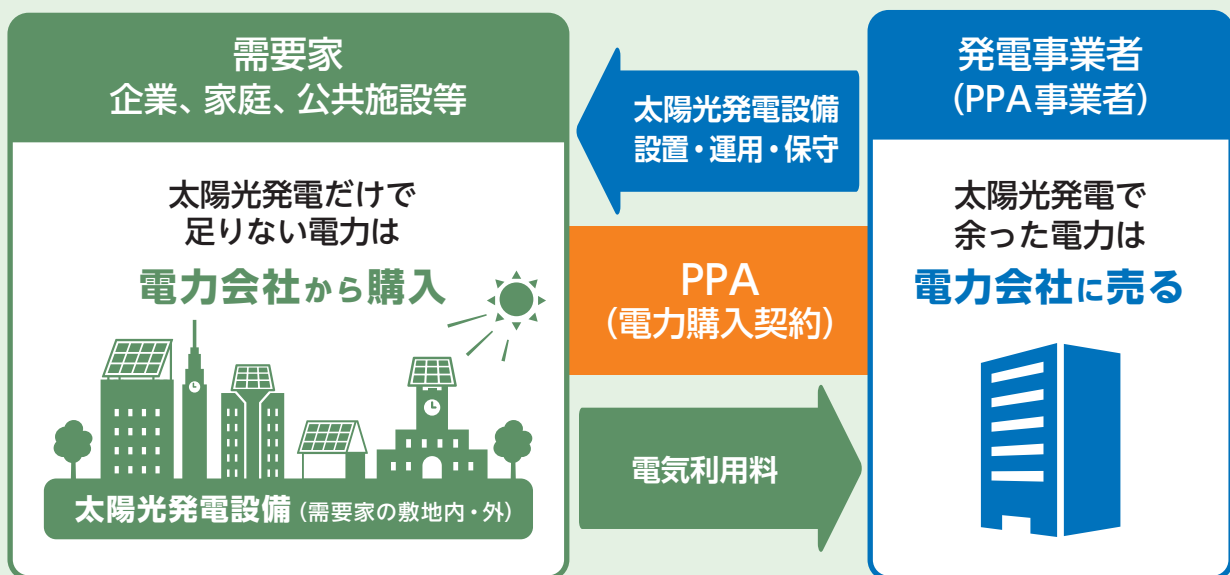 需要家
企業、家庭、公共施設等
太陽光発電だけで
足りない電力は
電力会社から購入
太陽光発電設備(需要家の敷地内・外)
太陽光発電設備
設置・運用・保守
PPA
(電力購入契約)
電気利用料
発電事業者
(PPA事業者)
太陽光発電で
余った電力は
電力会社に売る